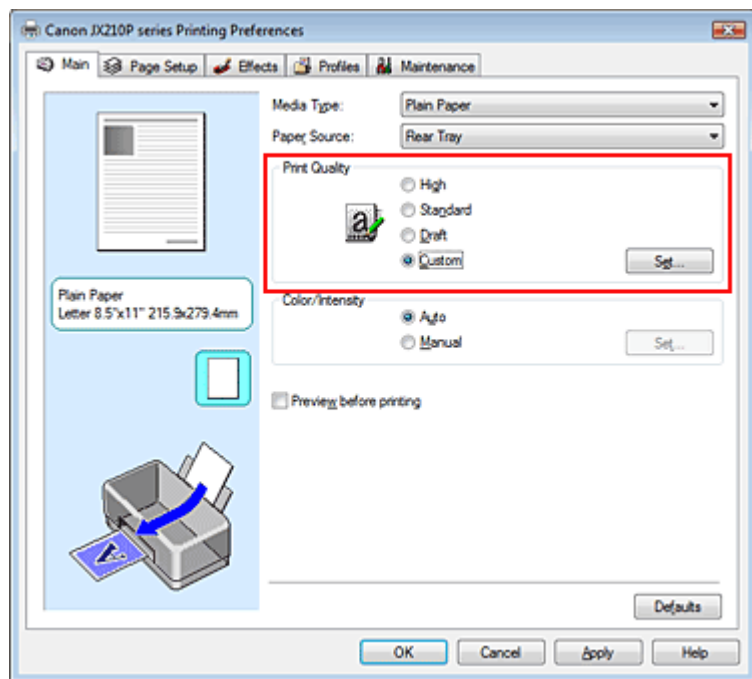 Canon JX210P series Printing Preferences
Main Page Setup Effects Profiles Maintenance
Media Type: Plain Paper
Paper Source: Rear Tray
Print Quality
High
a Standard
Draft
Custom Set...
Plain Paper
Letter 8.5"x11" 215.9x279.4mm
Color/Intensity
Auto
Manual Set...
Preview before printing
A
Defaults
OK Cancel Apply Help